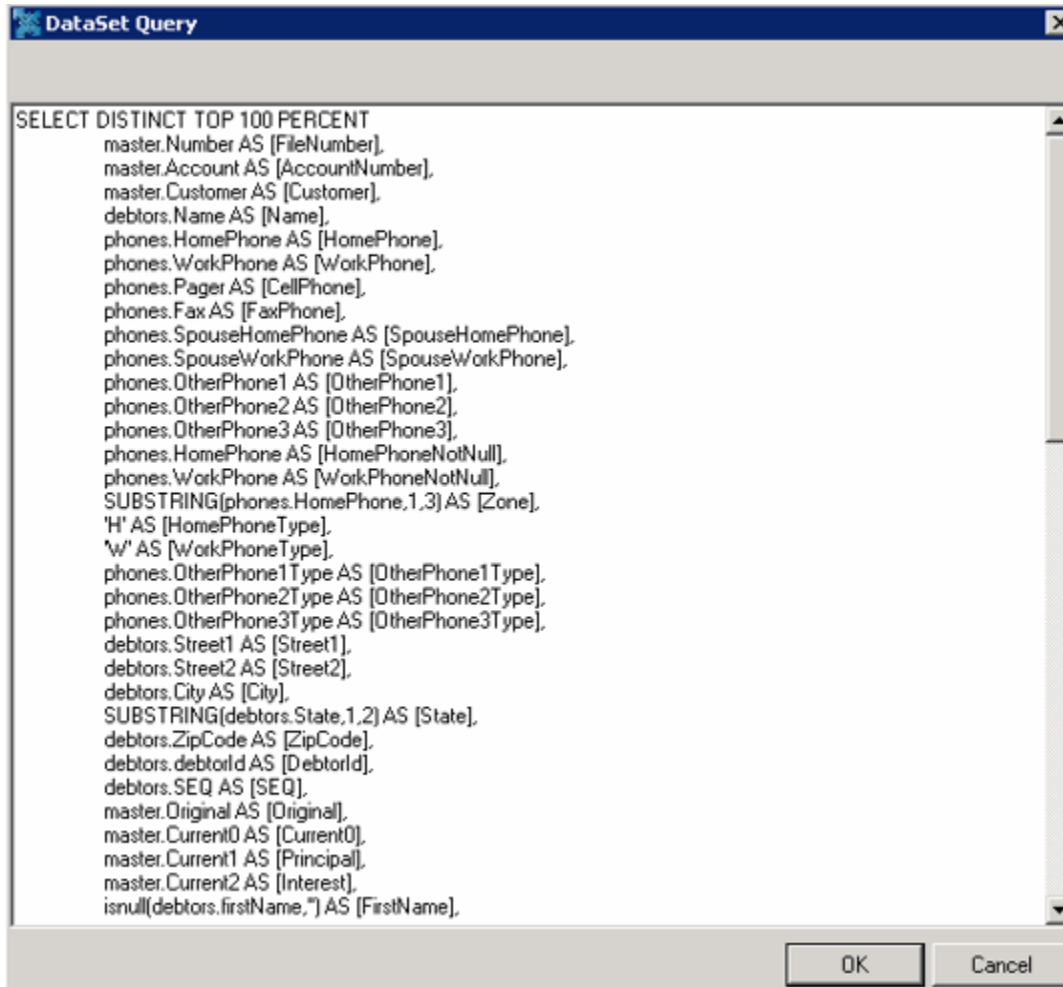 DataSet Query
SELECT DISTINCT TOP 100 PERCENT
master.Number AS [FileNumber],
master.Account AS [AccountNumber],
master.Customer AS [Customer],
debtors.Name AS [Name],
phones.HomePhone AS [HomePhone],
phones.WorkPhone AS [WorkPhone],
phones.Pager AS [CellPhone],
phones.Fax AS [FaxPhone],
phones.SpouseHomePhone AS [SpouseHomePhone],
phones.SpouseWorkPhone AS [SpouseWorkPhone],
phones.OtherPhone1 AS [OtherPhone1],
phones.OtherPhone2 AS [OtherPhone2],
phones.OtherPhone3 AS [OtherPhone3],
phones.HomePhone AS [HomePhoneNotNull],
phones.WorkPhone AS [WorkPhoneNotNull],
SUBSTRING(phones.HomePhone,1,3) AS [Zone],
'H' AS [HomePhoneType],
'W' AS [WorkPhoneType],
phones.OtherPhone1Type AS [OtherPhone1Type],
phones.OtherPhone2Type AS [OtherPhone2Type],
phones.OtherPhone3Type AS [OtherPhone3Type],
debtors.Street1 AS [Street1],
debtors.Street2 AS [Street2],
debtors.City AS [City],
SUBSTRING(debtors.State,1,2) AS [State],
debtors.ZipCode AS [ZipCode],
debtors.debtorId AS [DebtorId],
debtors.SEQ AS [SEQ],
master.Original AS [Original],
master.Current0 AS [Current0],
master.Current1 AS [Principal],
master.Current2 AS [Interest],
isnull(debtors.firstName,'') AS [FirstName],
OK Cancel